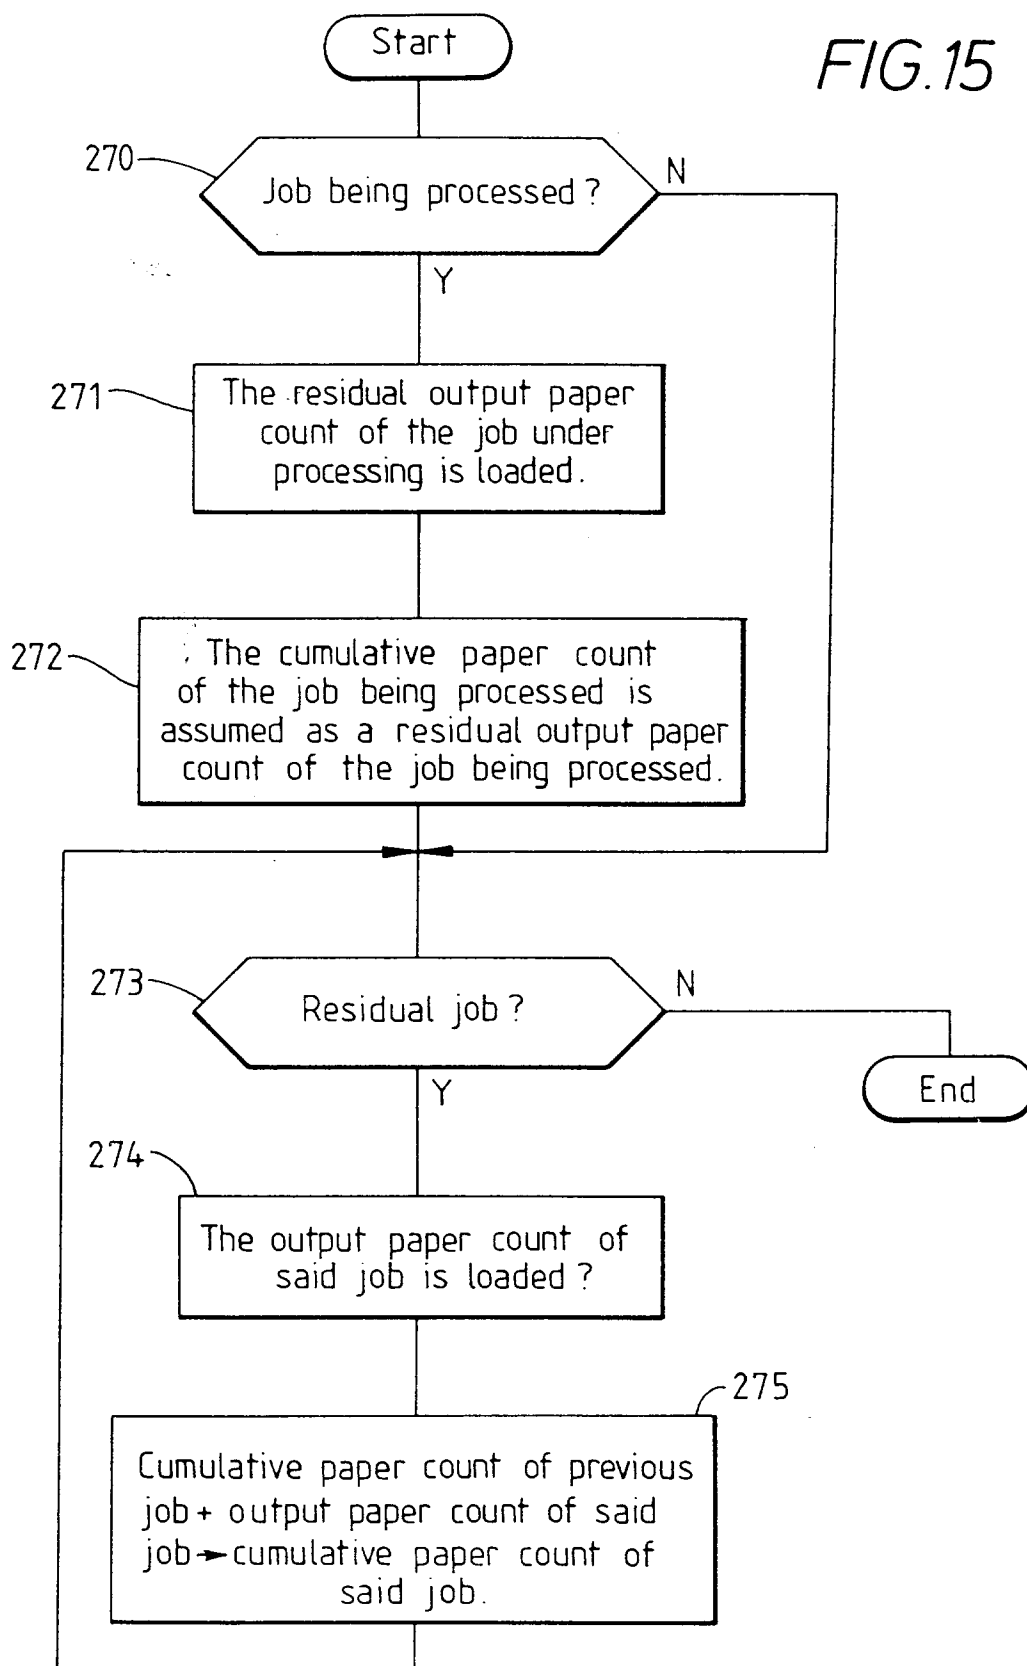 Start
FIG.15
270
Job being processed?
N
Y
271
The residual output paper
count of the job under
processing is loaded.
272
The cumulative paper count
of the job being processed is
assumed as a residual output paper
count of the job being processed.
273
Residual job?
N
Y
End
274
The output paper count of
said job is loaded?
275
Cumulative paper count of previous
job + output paper count of said
job → cumulative paper count of
said job.